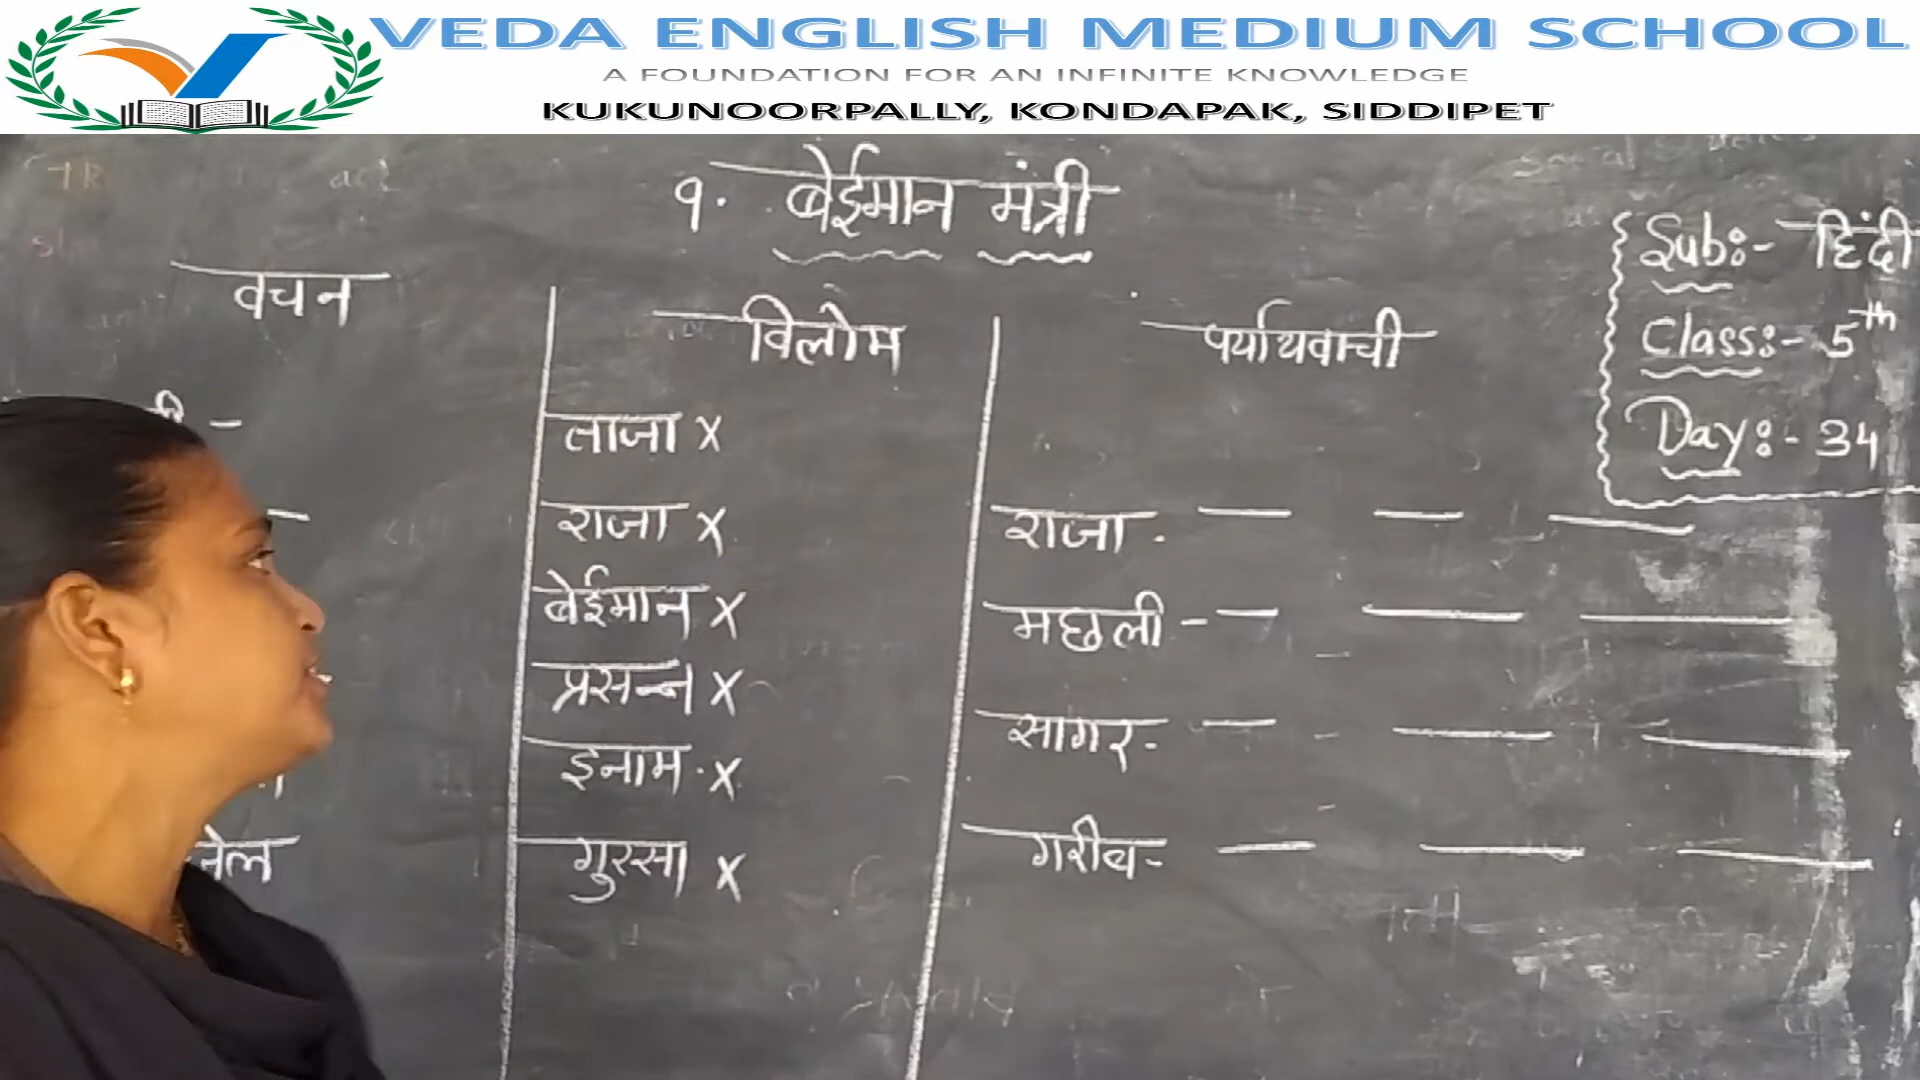 VEDA ENGLISH MEDIUM SCHOOL
A FOUNDATION FOR AN INFINITE KNOWLEDGE
KUKUNOORPALLY, KONDAPAK, SIDDIPET
१. बेईमान मंत्री
Sub:- हिंदी
Class:- 5th
Day:- 34
वचन
विलोम
ताजा x
राजा x
बेईमान x
प्रसन्न x
इनाम x
गुस्सा x
पर्यायवाची
राजा -
मछली -
सागर -
गरीब -